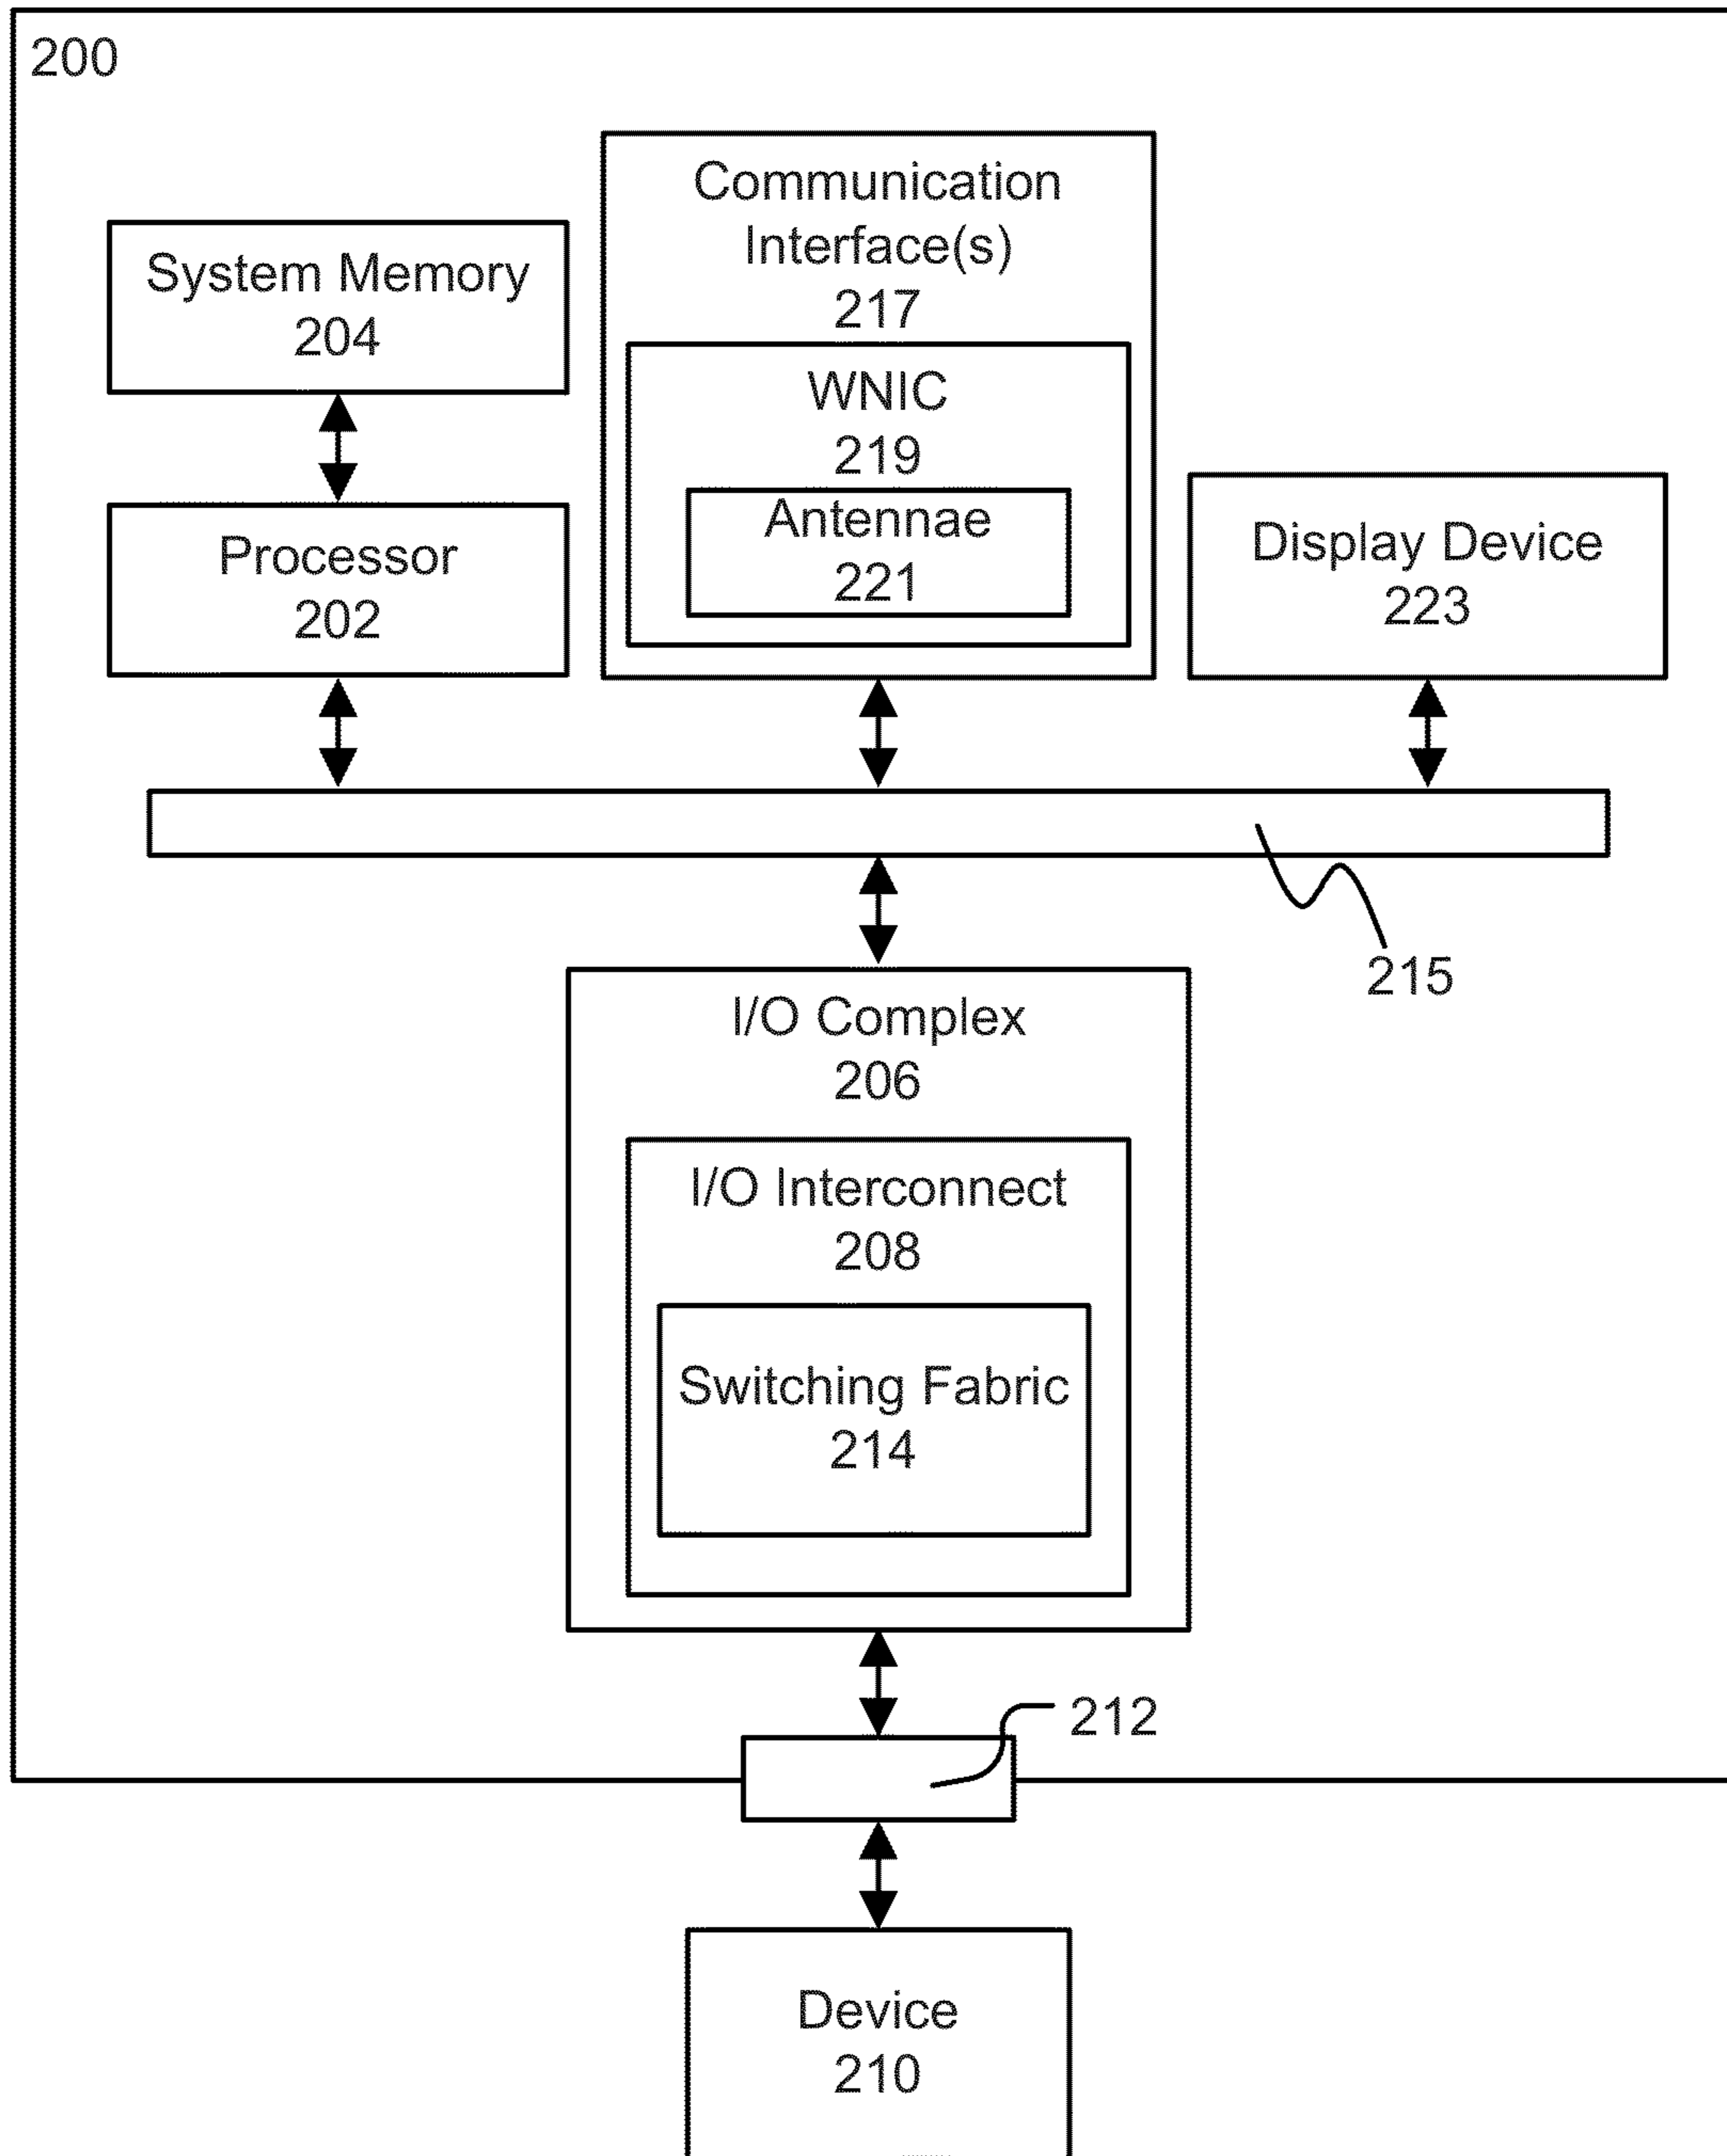 200
System Memory
204
Processor
202
Communication
Interface(s)
217
WNIC
219
Antennae
221
Display Device
223
215
I/O Complex
206
I/O Interconnect
208
Switching Fabric
214
212
Device
210